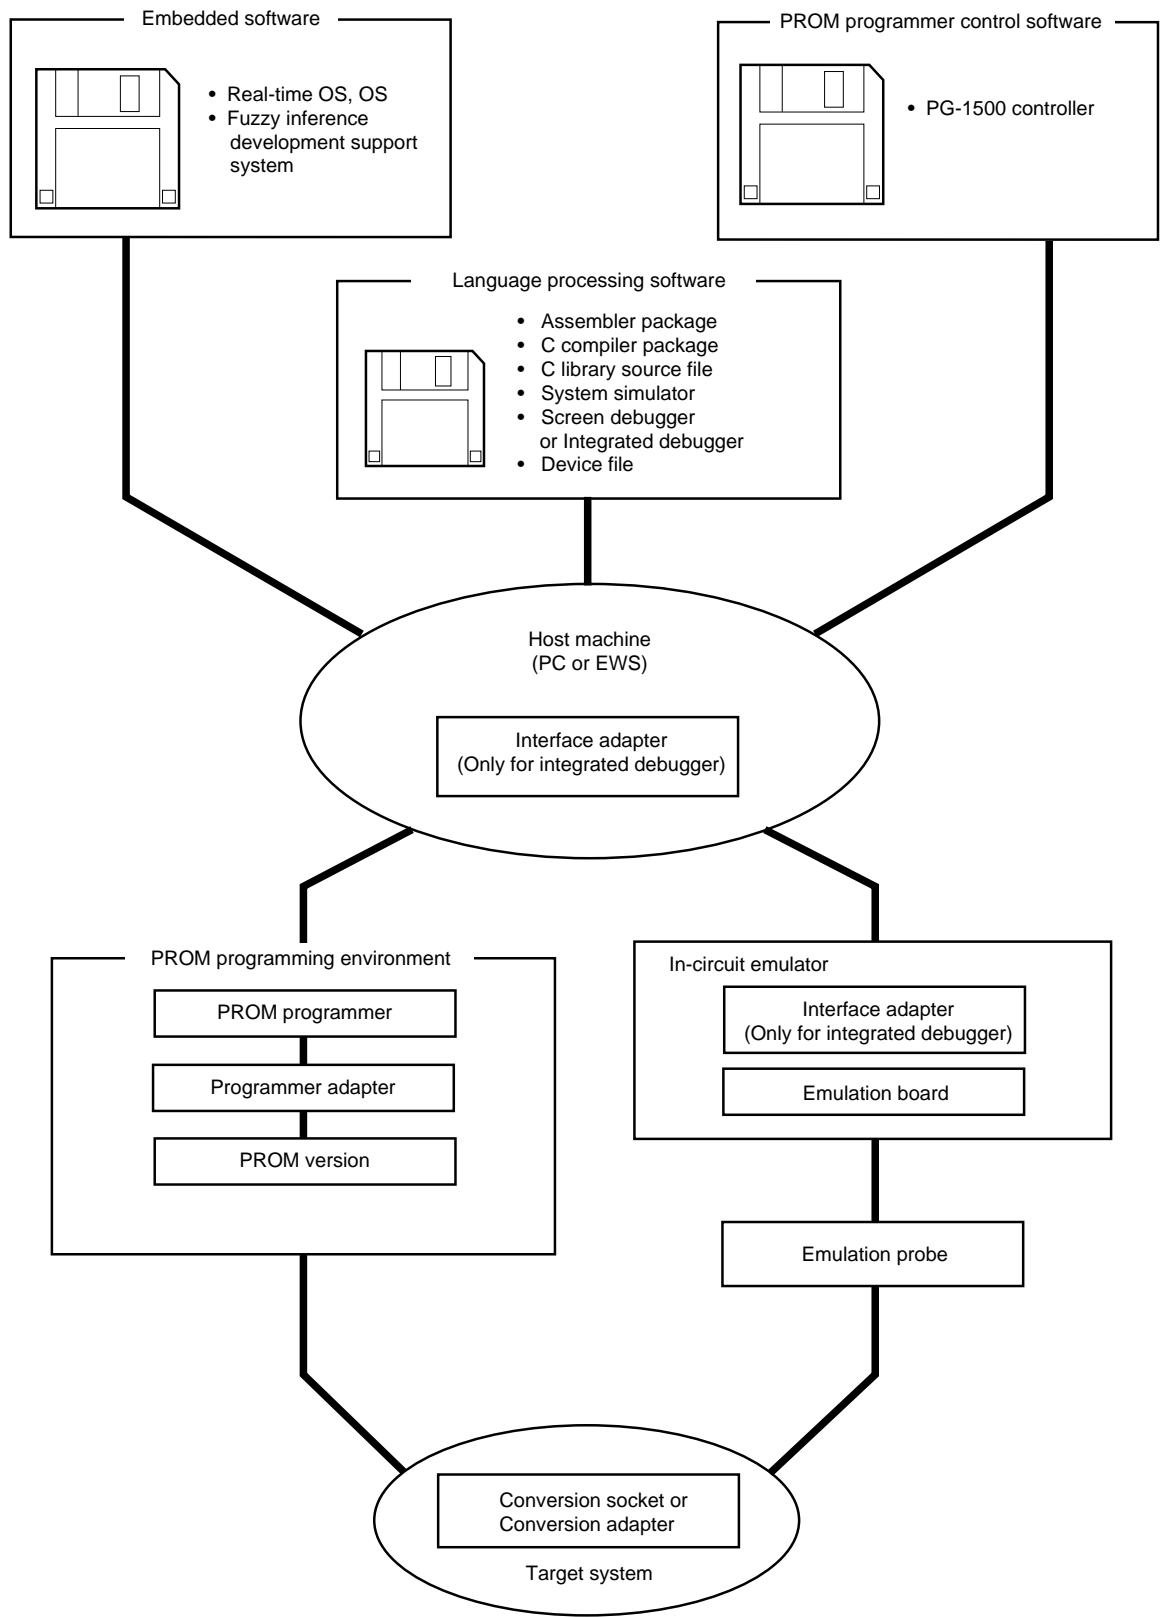 Embedded software
• Real-time OS, OS
• Fuzzy inference
development support
system
PROM programmer control software
• PG-1500 controller
Language processing software
• Assembler package
• C compiler package
• C library source file
• System simulator
• Screen debugger
or Integrated debugger
• Device file
Host machine
(PC or EWS)
Interface adapter
(Only for integrated debugger)
PROM programming environment
PROM programmer
Programmer adapter
PROM version
In-circuit emulator
Interface adapter
(Only for integrated debugger)
Emulation board
Emulation probe
Conversion socket or
Conversion adapter
Target system